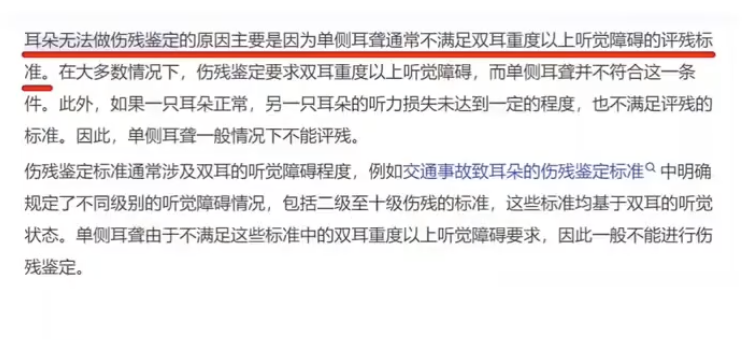 耳朵无法做伤残鉴定的原因主要是因为单侧耳聋通常不满足双耳重度以上听觉障碍的评残标
准。在大多数情况下，伤残鉴定要求双耳重度以上听觉障碍，而单侧耳聋并不符合这一条
件。此外，如果一只耳朵正常，另一只耳朵的听力损失未达到一定的程度，也不满足评残的
标准。因此，单侧耳聋一般情况下不能评残。
伤残鉴定标准通常涉及双耳的听觉障碍程度，例如交通事故致耳朵的伤残鉴定标准中明确
规定了不同级别的听觉障碍情况，包括二级至十级伤残的标准，这些标准均基于双耳的听觉
状态。单侧耳聋由于不满足这些标准中的双耳重度以上听觉障碍要求，因此一般不能进行伤
残鉴定。